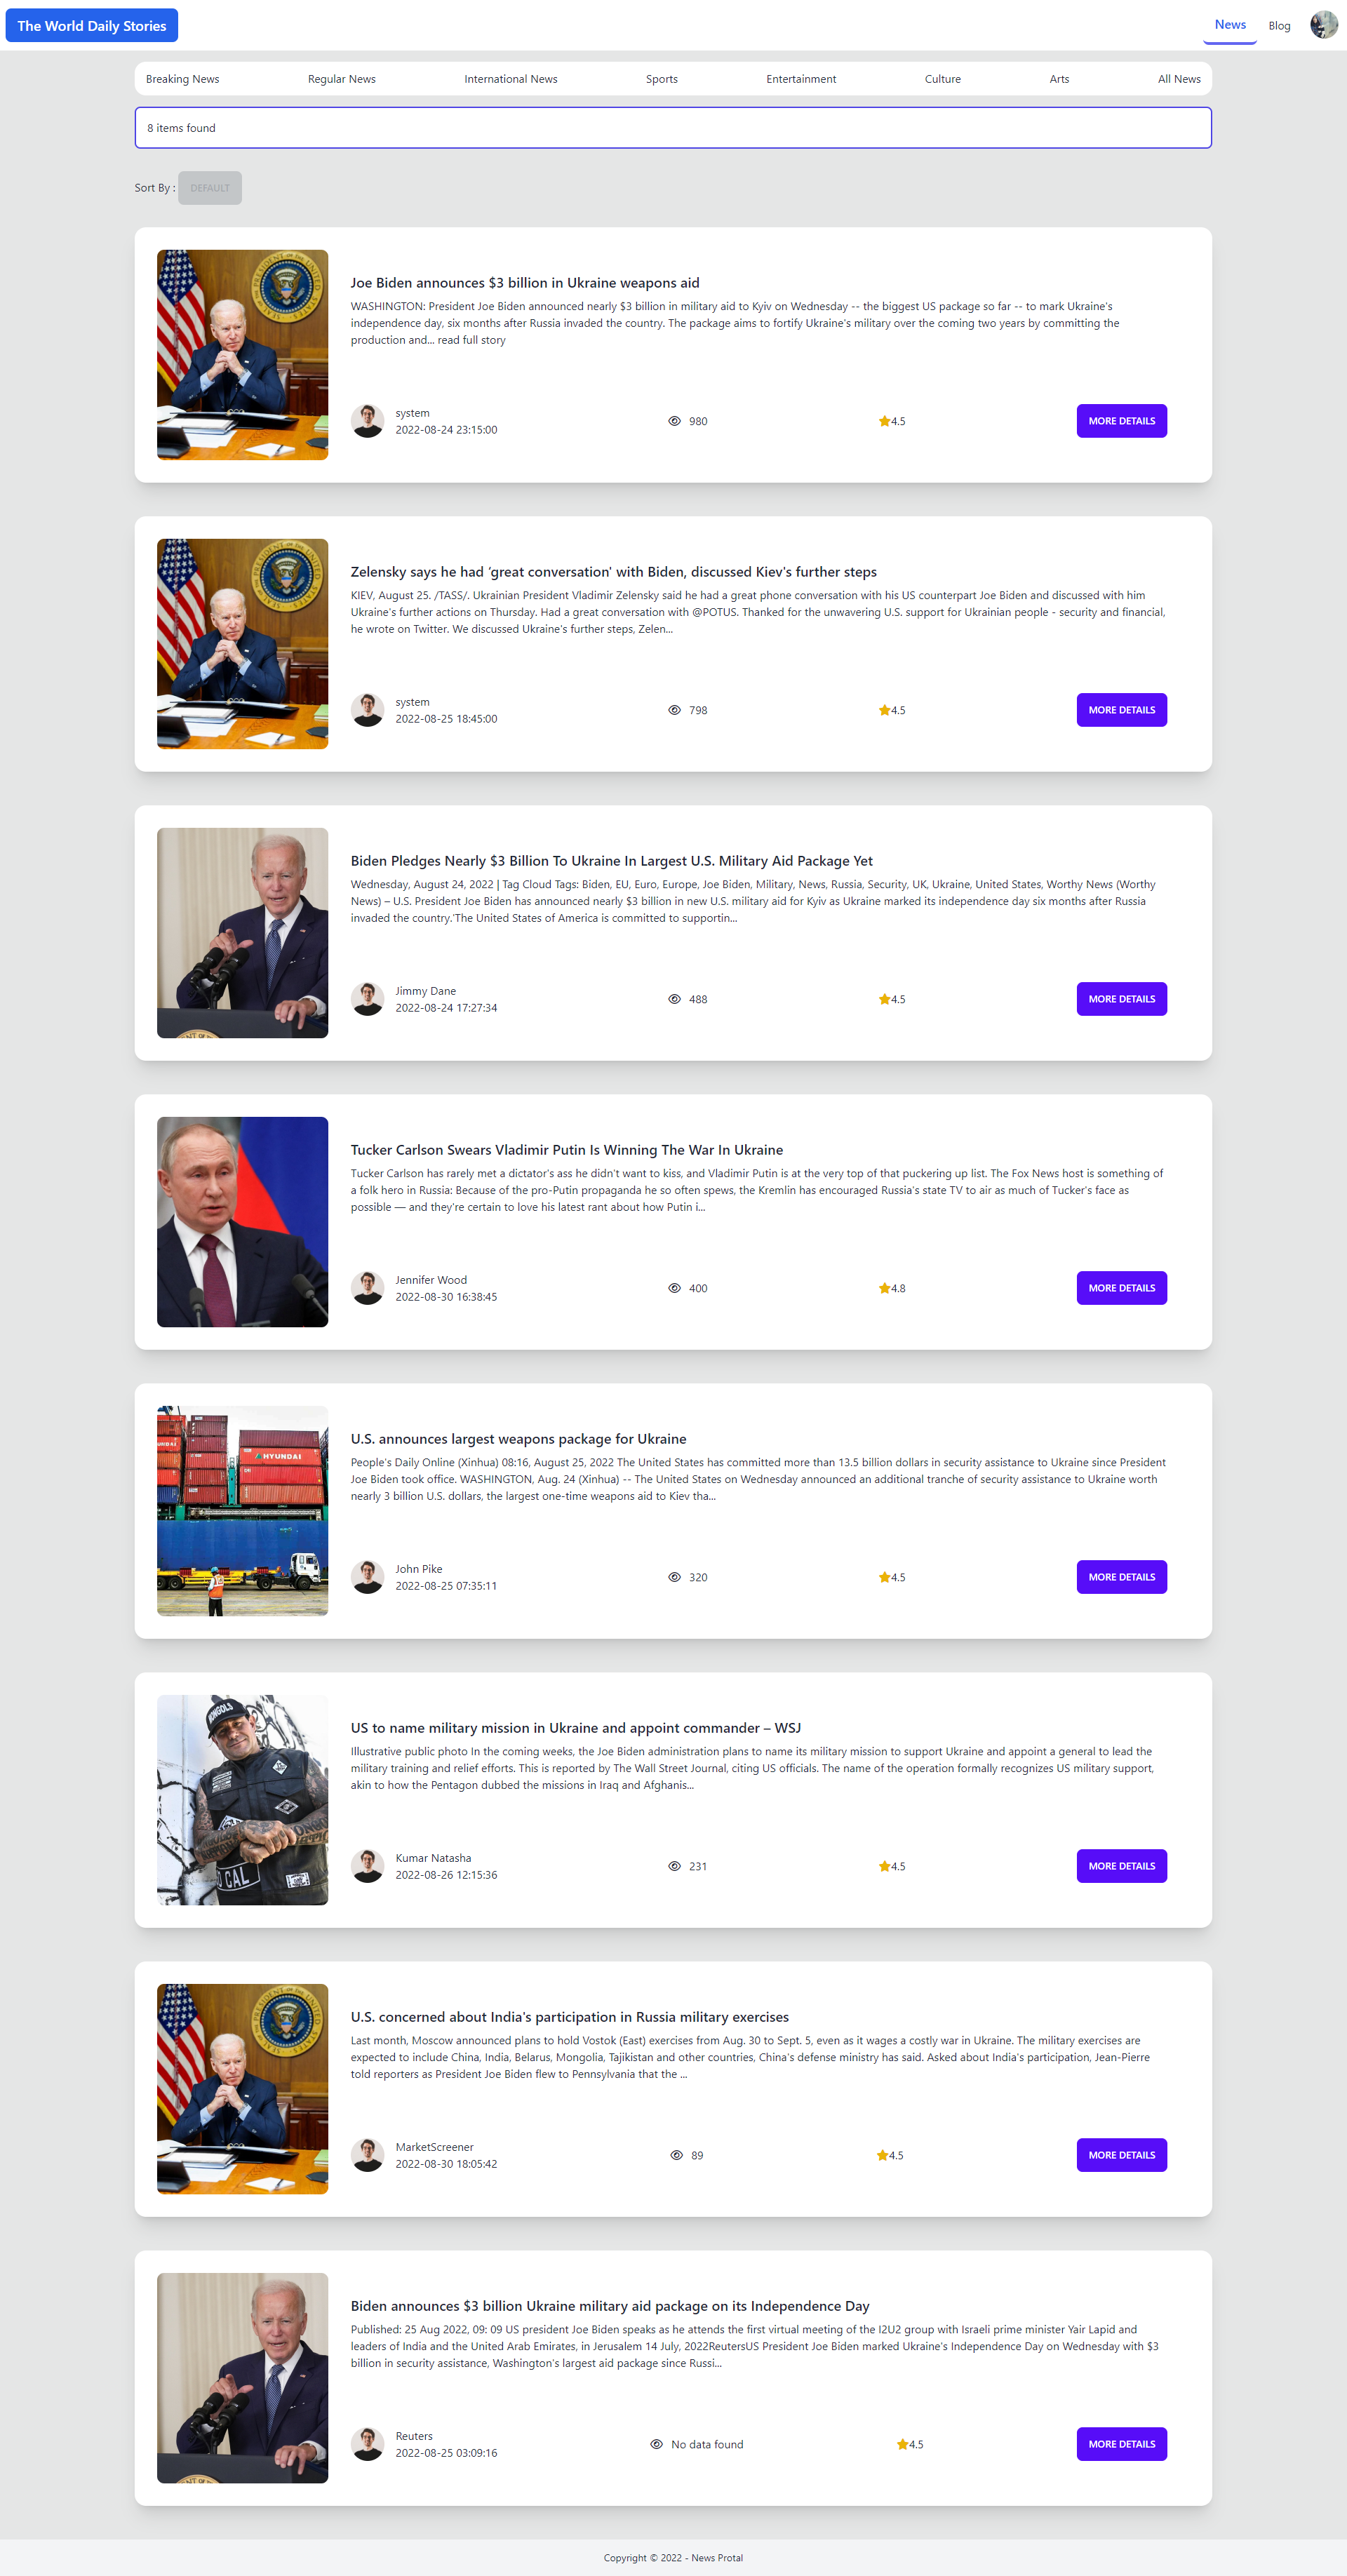 The World Daily Stories
News
Blog
Breaking News
Regular News
International News
Sports
Entertainment
Culture
Arts
All News
8 items found
Sort By :
DEFAULT
Joe Biden announces $3 billion in Ukraine weapons aid
WASHINGTON: President Joe Biden announced nearly $3 billion in military aid to Kyiv on Wednesday -- the biggest US package so far -- to mark Ukraine's
independence day, six months after Russia invaded the country. The package aims to fortify Ukraine's military over the coming two years by committing the
production and... read full story
system
2022-08-24 23:15:00
980
4.5
MORE DETAILS
Zelensky says he had 'great conversation' with Biden, discussed Kiev's further steps
KIEV, August 25. /TASS/. Ukrainian President Vladimir Zelensky said he had a great phone conversation with his US counterpart Joe Biden and discussed with him
Ukraine's further actions on Thursday. Had a great conversation with @POTUS. Thanked for the unwavering U.S. support for Ukrainian people - security and financial,
he wrote on Twitter. We discussed Ukraine's further steps, Zelen...
system
2022-08-25 18:45:00
798
4.5
MORE DETAILS
Biden Pledges Nearly $3 Billion To Ukraine In Largest U.S. Military Aid Package Yet
Wednesday, August 24, 2022 | Tag Cloud Tags: Biden, EU, Euro, Europe, Joe Biden, Military, News, Russia, Security, UK, Ukraine, United States, Worthy News (Worthy
News) – U.S. President Joe Biden has announced nearly $3 billion in new U.S. military aid for Kyiv as Ukraine marked its independence day six months after Russia
invaded the country.'The United States of America is committed to supportin...
Jimmy Dane
2022-08-24 17:27:34
488
4.5
MORE DETAILS
Tucker Carlson Swears Vladimir Putin Is Winning The War In Ukraine
Tucker Carlson has rarely met a dictator's ass he didn't want to kiss, and Vladimir Putin is at the very top of that puckering up list. The Fox News host is something of
a folk hero in Russia: Because of the pro-Putin propaganda he so often spews, the Kremlin has encouraged Russia's state TV to air as much of Tucker's face as
possible — and they're certain to love his latest rant about how Putin i...
Jennifer Wood
2022-08-30 16:38:45
400
4.8
MORE DETAILS
HYUNDAI
U.S. announces largest weapons package for Ukraine
People's Daily Online (Xinhua) 08:16, August 25, 2022 The United States has committed more than 13.5 billion dollars in security assistance to Ukraine since President
Joe Biden took office. WASHINGTON, Aug. 24 (Xinhua) -- The United States on Wednesday announced an additional tranche of security assistance to Ukraine worth
nearly 3 billion U.S. dollars, the largest one-time weapons aid to Kiev tha...
John Pike
2022-08-25 07:35:11
320
4.5
MORE DETAILS
MONGOLS
CAL
US to name military mission in Ukraine and appoint commander – WSJ
Illustrative public photo In the coming weeks, the Joe Biden administration plans to name its military mission to support Ukraine and appoint a general to lead the
military training and relief efforts. This is reported by The Wall Street Journal, citing US officials. The name of the operation formally recognizes US military support,
akin to how the Pentagon dubbed the missions in Iraq and Afghanis...
Kumar Natasha
2022-08-26 12:15:36
231
4.5
MORE DETAILS
U.S. concerned about India's participation in Russia military exercises
Last month, Moscow announced plans to hold Vostok (East) exercises from Aug. 30 to Sept. 5, even as it wages a costly war in Ukraine. The military exercises are
expected to include China, India, Belarus, Mongolia, Tajikistan and other countries, China's defense ministry has said. Asked about India's participation, Jean-Pierre
told reporters as President Joe Biden flew to Pennsylvania that the ...
MarketScreener
2022-08-30 18:05:42
89
4.5
MORE DETAILS
Biden announces $3 billion Ukraine military aid package on its Independence Day
Published: 25 Aug 2022, 09: 09 US president Joe Biden speaks as he attends the first virtual meeting of the I2U2 group with Israeli prime minister Yair Lapid and
leaders of India and the United Arab Emirates, in Jerusalem 14 July, 2022ReutersUS President Joe Biden marked Ukraine's Independence Day on Wednesday with $3
billion in security assistance, Washington's largest aid package since Russi...
Reuters
2022-08-25 03:09:16
No data found
4.5
MORE DETAILS
Copyright © 2022 - News Protal